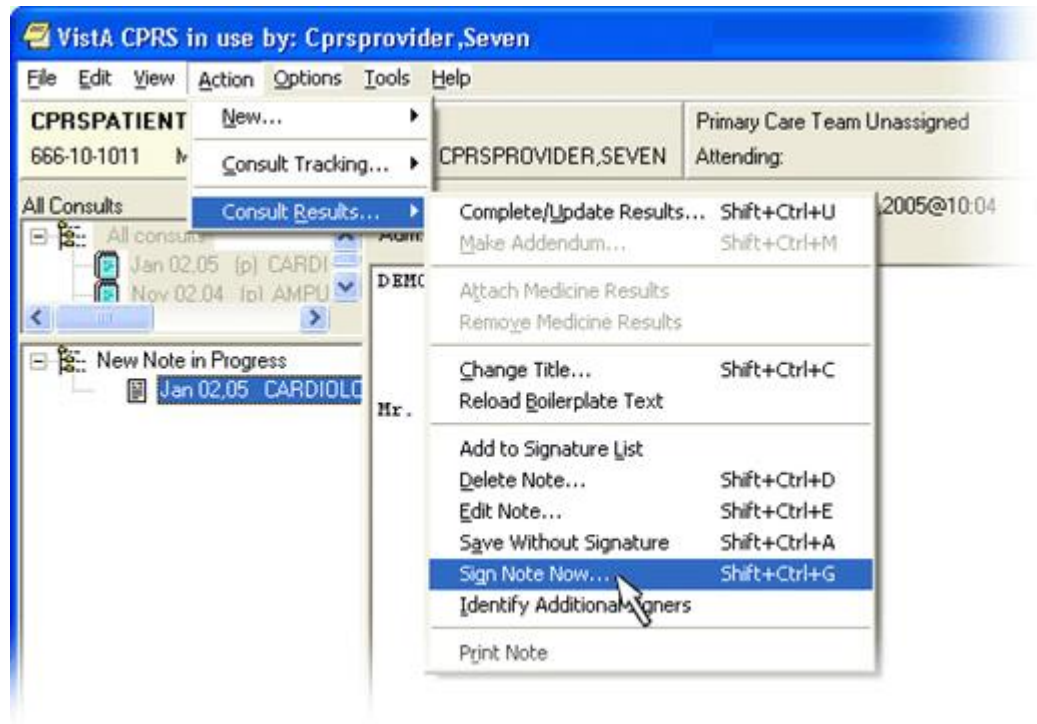 VistA CPRS in use by: Cprsprovider,Seven
File Edit View Action Options Tools Help
CPRSPATIENT
666-10-1011
CPRSPROVIDER,SEVEN
Primary Care Team Unassigned
Attending:
New...
Consult Tracking...
Consult Results...
All Consults
All consults
Jan 02,05 (p) CARDI
Nov 02,04 (p) AMPU
,2005@10:04
New Note in Progress
Jan 02,05 CARDIOLO
DEMO
Mr.
Complete/Update Results... Shift+Ctrl+U
Make Addendum... Shift+Ctrl+M
Attach Medicine Results
Remove Medicine Results
Change Title... Shift+Ctrl+C
Reload Boilerplate Text
Add to Signature List
Delete Note... Shift+Ctrl+D
Edit Note... Shift+Ctrl+E
Save Without Signature Shift+Ctrl+A
Sign Note Now... Shift+Ctrl+G
Identify Additional Signers
Print Note